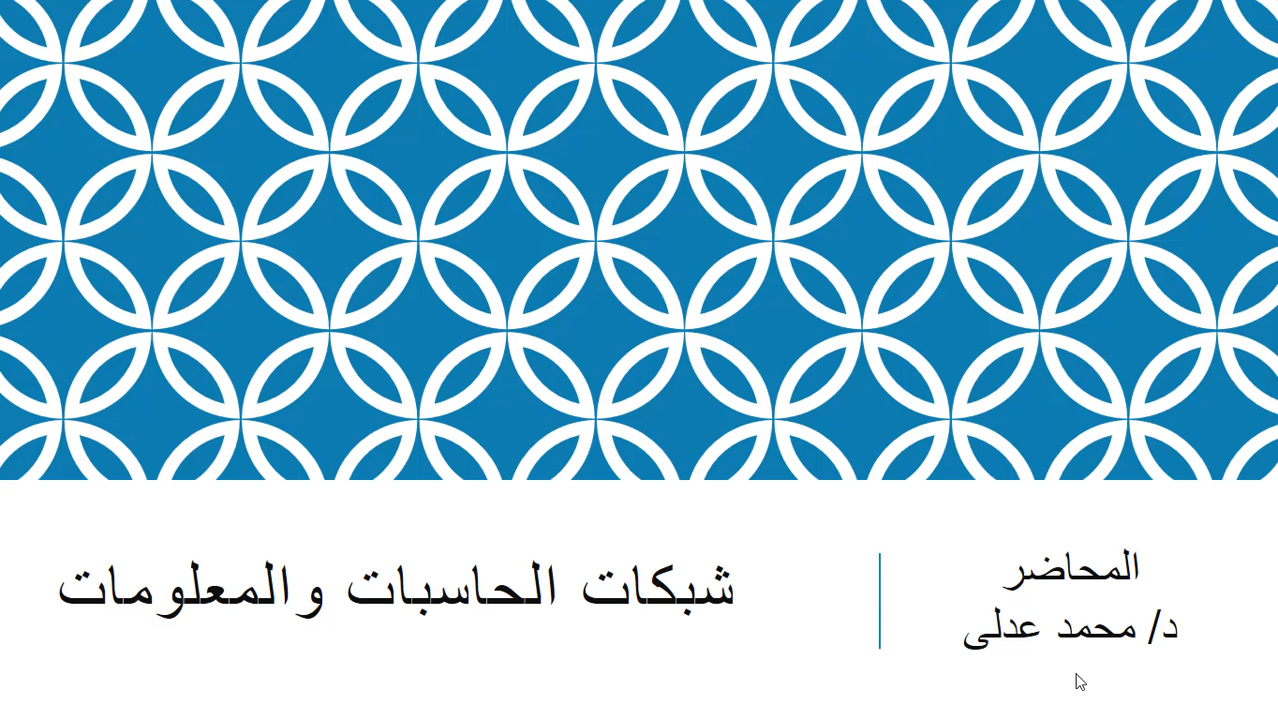 شبكات الحاسبات والمعلومات
المحاضر
د/ محمد عدلى